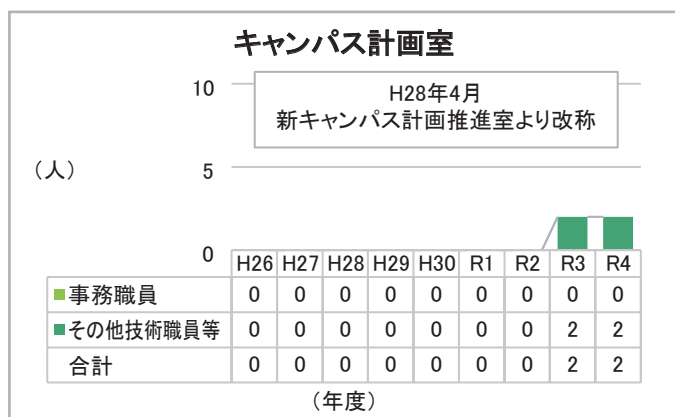 キャンパス計画室
10
H28年4月
新キャンパス計画推進室より改称
(人)
5
0
H26 H27 H28 H29 H30 R1 R2 R3 R4
事務職員 0 0 0 0 0 0 0 0 0
その他技術職員等 0 0 0 0 0 0 0 2 2
合計 0 0 0 0 0 0 0 2 2
(年度)